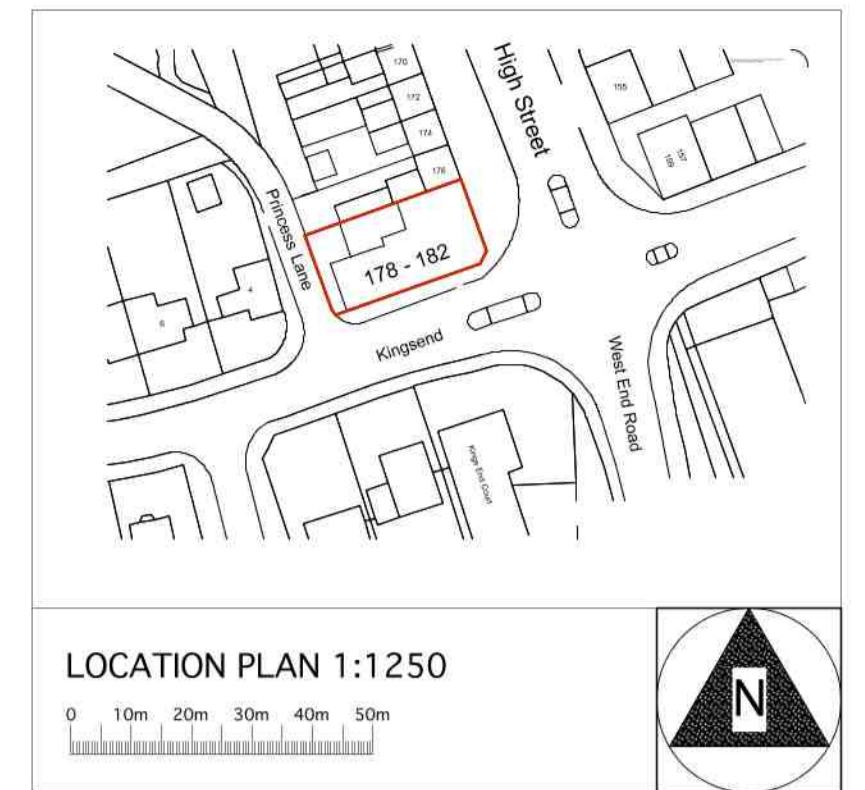 High Street
170
172
174
176
155
157
159
Princess Lane
178 - 182
4
6
Kingsend
West End Road
Kings End Court
LOCATION PLAN 1:1250
0 10m 20m 30m 40m 50m
N